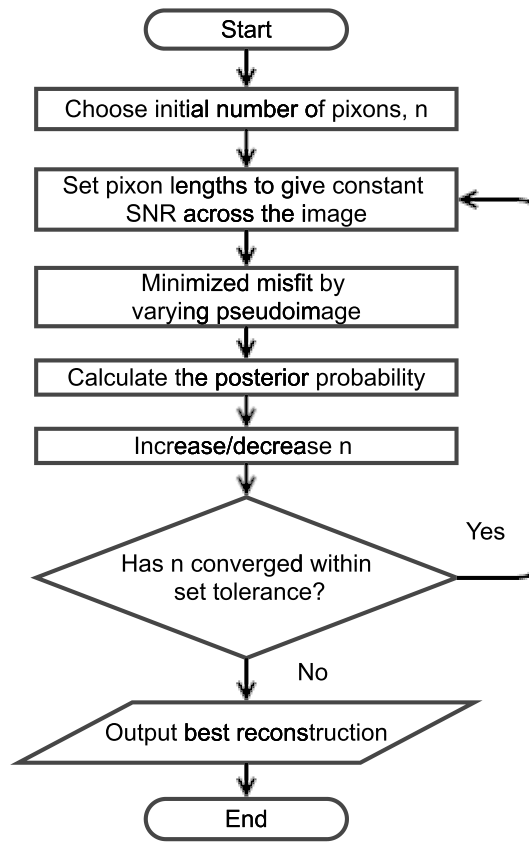 Start
Choose initial number of pixons, n
Set pixon lengths to give constant
SNR across the image
Minimized misfit by
varying pseudoimage
Calculate the posterior probability
Increase/decrease n
Yes
Has n converged within
set tolerance?
No
Output best reconstruction
End